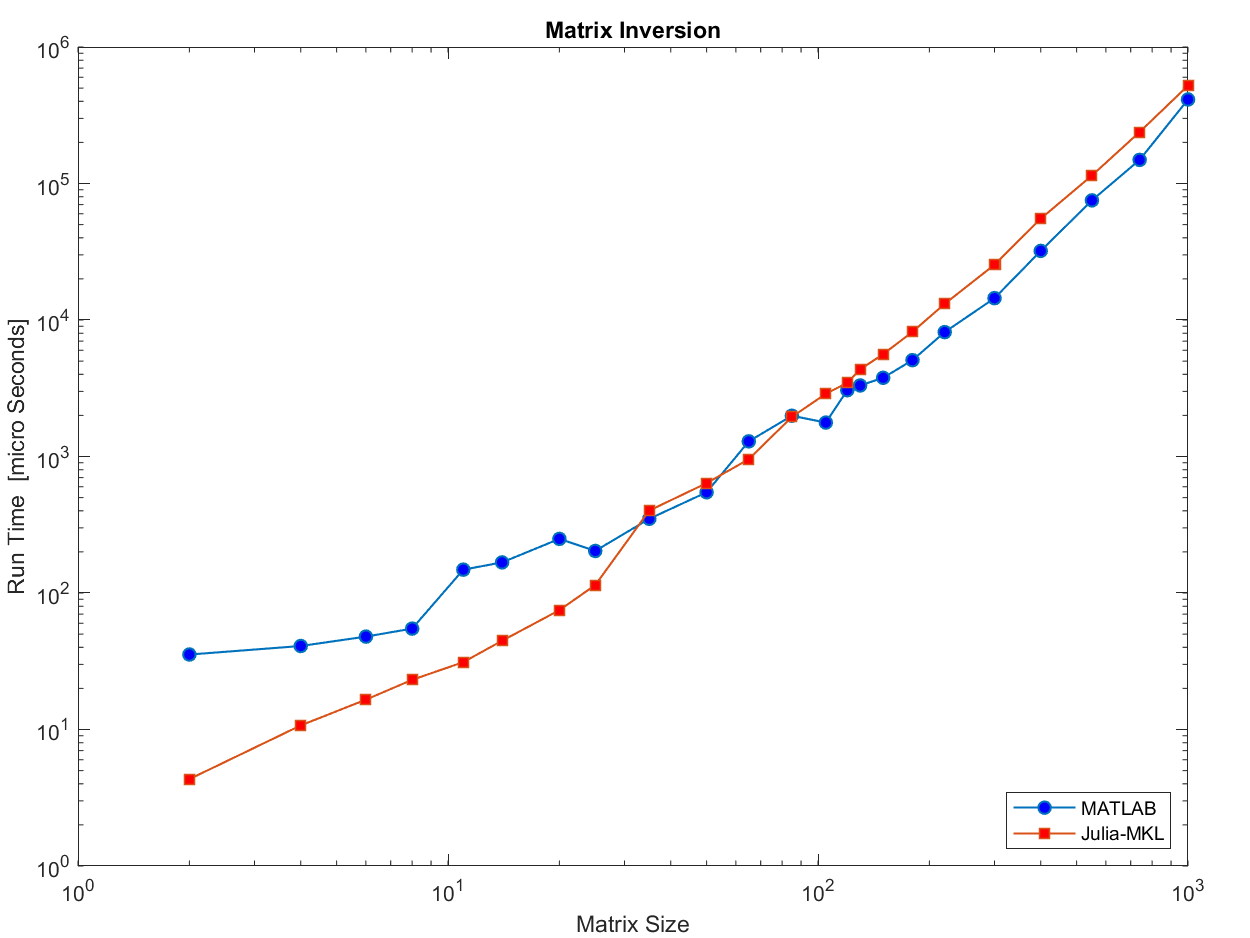 Matrix Inversion
10^6
10^5
10^4
10^3
10^2
10^1
10^0
Run Time [micro Seconds]
10^0 10^1 10^2 10^3
Matrix Size
MATLAB
Julia-MKL